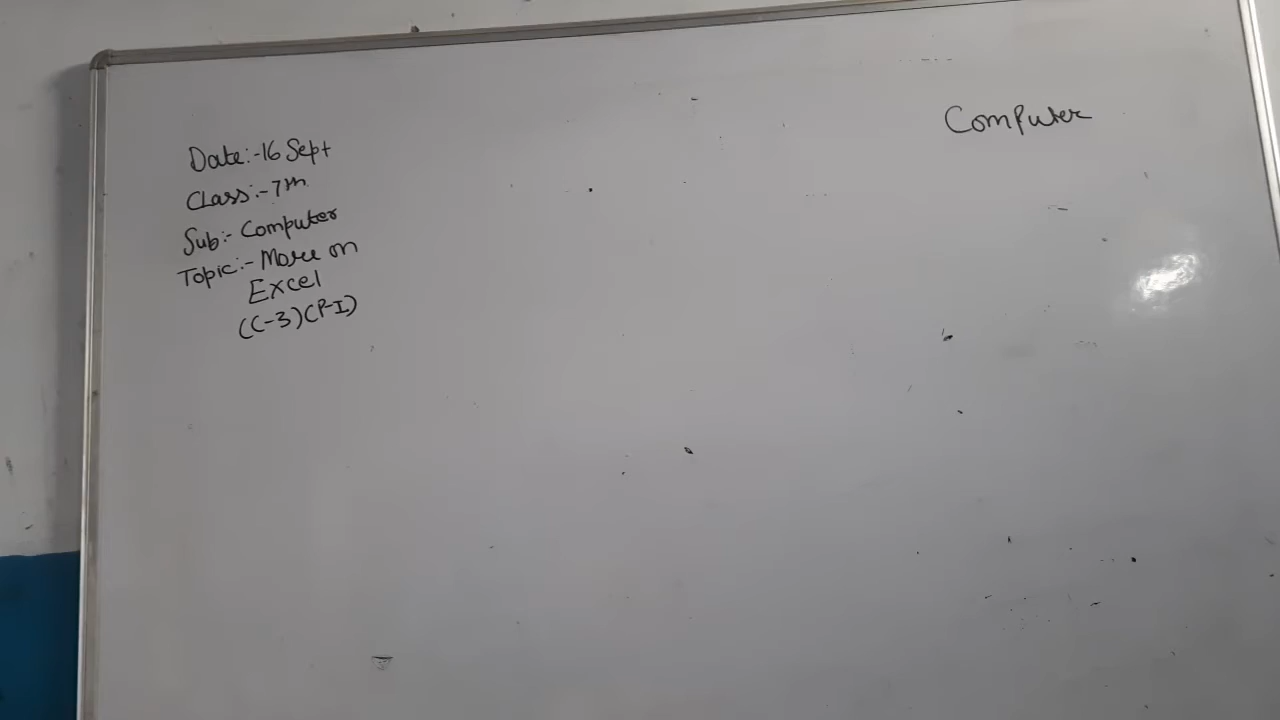 Computer
Date:-16 Sept
Class:-7th
Sub:- Computer
Topic:- More on
Excel
(C-3)(P-I)